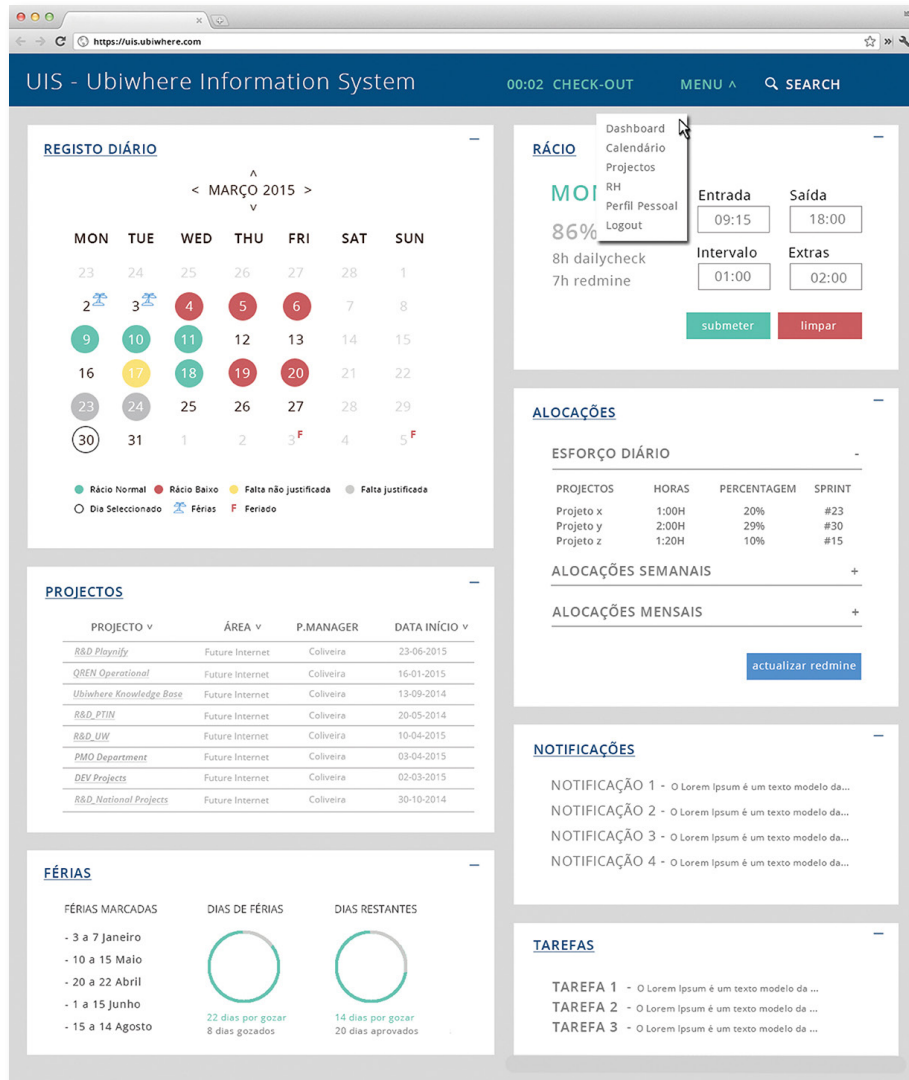 https://uis.ubiwhere.com
UIS - Ubiwhere Information System
00:02 CHECK-OUT
MENU ˄
SEARCH
Dashboard
Calendário
Projectos
RH
Perfil Pessoal
Logout
REGISTO DIÁRIO
< MARÇO 2015 >
MON TUE WED THU FRI SAT SUN
23 24 25 26 27 28 1
2 3 4 5 6 7 8
9 10 11 12 13 14 15
16 17 18 19 20 21 22
23 24 25 26 27 28 29
30 31 1 2 3 F 4 5 F
Rácio Normal Rácio Baixo Falta não justificada Falta justificada
Dia Seleccionado Férias F Feriado
RÁCIO
86%
8h dailycheck
7h redmine
Entrada Saída
09:15 18:00
Intervalo Extras
01:00 02:00
submeter limpar
ALOCAÇÕES
ESFORÇO DIÁRIO -
PROJECTOS HORAS PERCENTAGEM SPRINT
Projeto x 1:00H 20% #23
Projeto y 2:00H 29% #30
Projeto z 1:20H 10% #15
ALOCAÇÕES SEMANAIS +
ALOCAÇÕES MENSAIS +
actualizar redmine
PROJECTOS
PROJECTO ˅ ÁREA ˅ P.MANAGER DATA INÍCIO ˅
R&D Playnify Future Internet Coliveira 23-06-2015
QREN Operational Future Internet Coliveira 16-01-2015
Ubiwhere Knowledge Base Future Internet Coliveira 13-09-2014
R&D_PTIN Future Internet Coliveira 20-05-2014
R&D_UW Future Internet Coliveira 10-04-2015
PMO Department Future Internet Coliveira 03-04-2015
DEV Projects Future Internet Coliveira 02-03-2015
R&D_National Projects Future Internet Coliveira 30-10-2014
NOTIFICAÇÕES
NOTIFICAÇÃO 1 - O Lorem Ipsum é um texto modelo da...
NOTIFICAÇÃO 2 - O Lorem Ipsum é um texto modelo da...
NOTIFICAÇÃO 3 - O Lorem Ipsum é um texto modelo da...
NOTIFICAÇÃO 4 - O Lorem Ipsum é um texto modelo da...
FÉRIAS
FÉRIAS MARCADAS
- 3 a 7 Janeiro
- 10 a 15 Maio
- 20 a 22 Abril
- 1 a 15 Junho
- 15 a 14 Agosto
DIAS DE FÉRIAS
22 dias por gozar
8 dias gozados
DIAS RESTANTES
14 dias por gozar
20 dias aprovados
TAREFAS
TAREFA 1 - O Lorem Ipsum é um texto modelo da ...
TAREFA 2 - O Lorem Ipsum é um texto modelo da ...
TAREFA 3 - O Lorem Ipsum é um texto modelo da ...